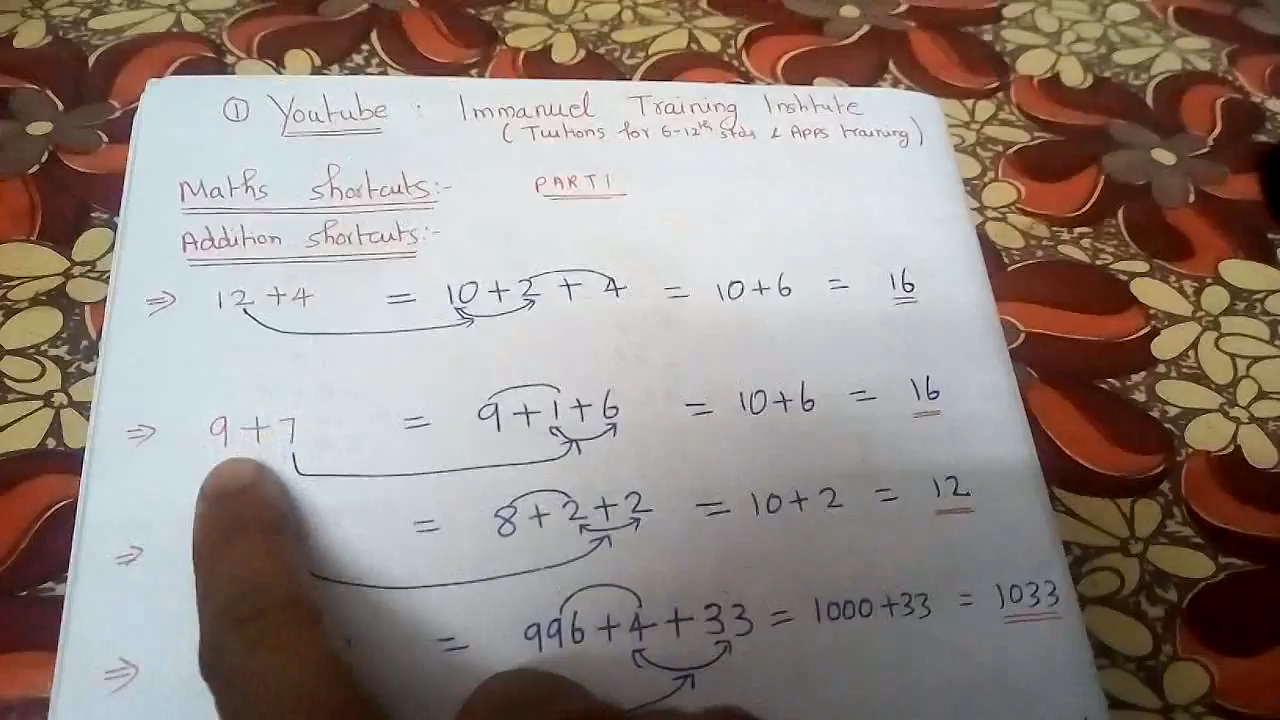 ① Youtube : Immanuel Training Institute
(Tuitions for 6-12th stds & Apps training)
Maths shortcuts:- PART 1
Addition shortcuts:-
⇒ 12 + 4 = 10 + 2 + 4 = 10 + 6 = 16
⇒ 9 + 7 = 9 + 1 + 6 = 10 + 6 = 16
⇒ = 8 + 2 + 2 = 10 + 2 = 12
⇒ = 996 + 4 + 33 = 1000 + 33 = 1033